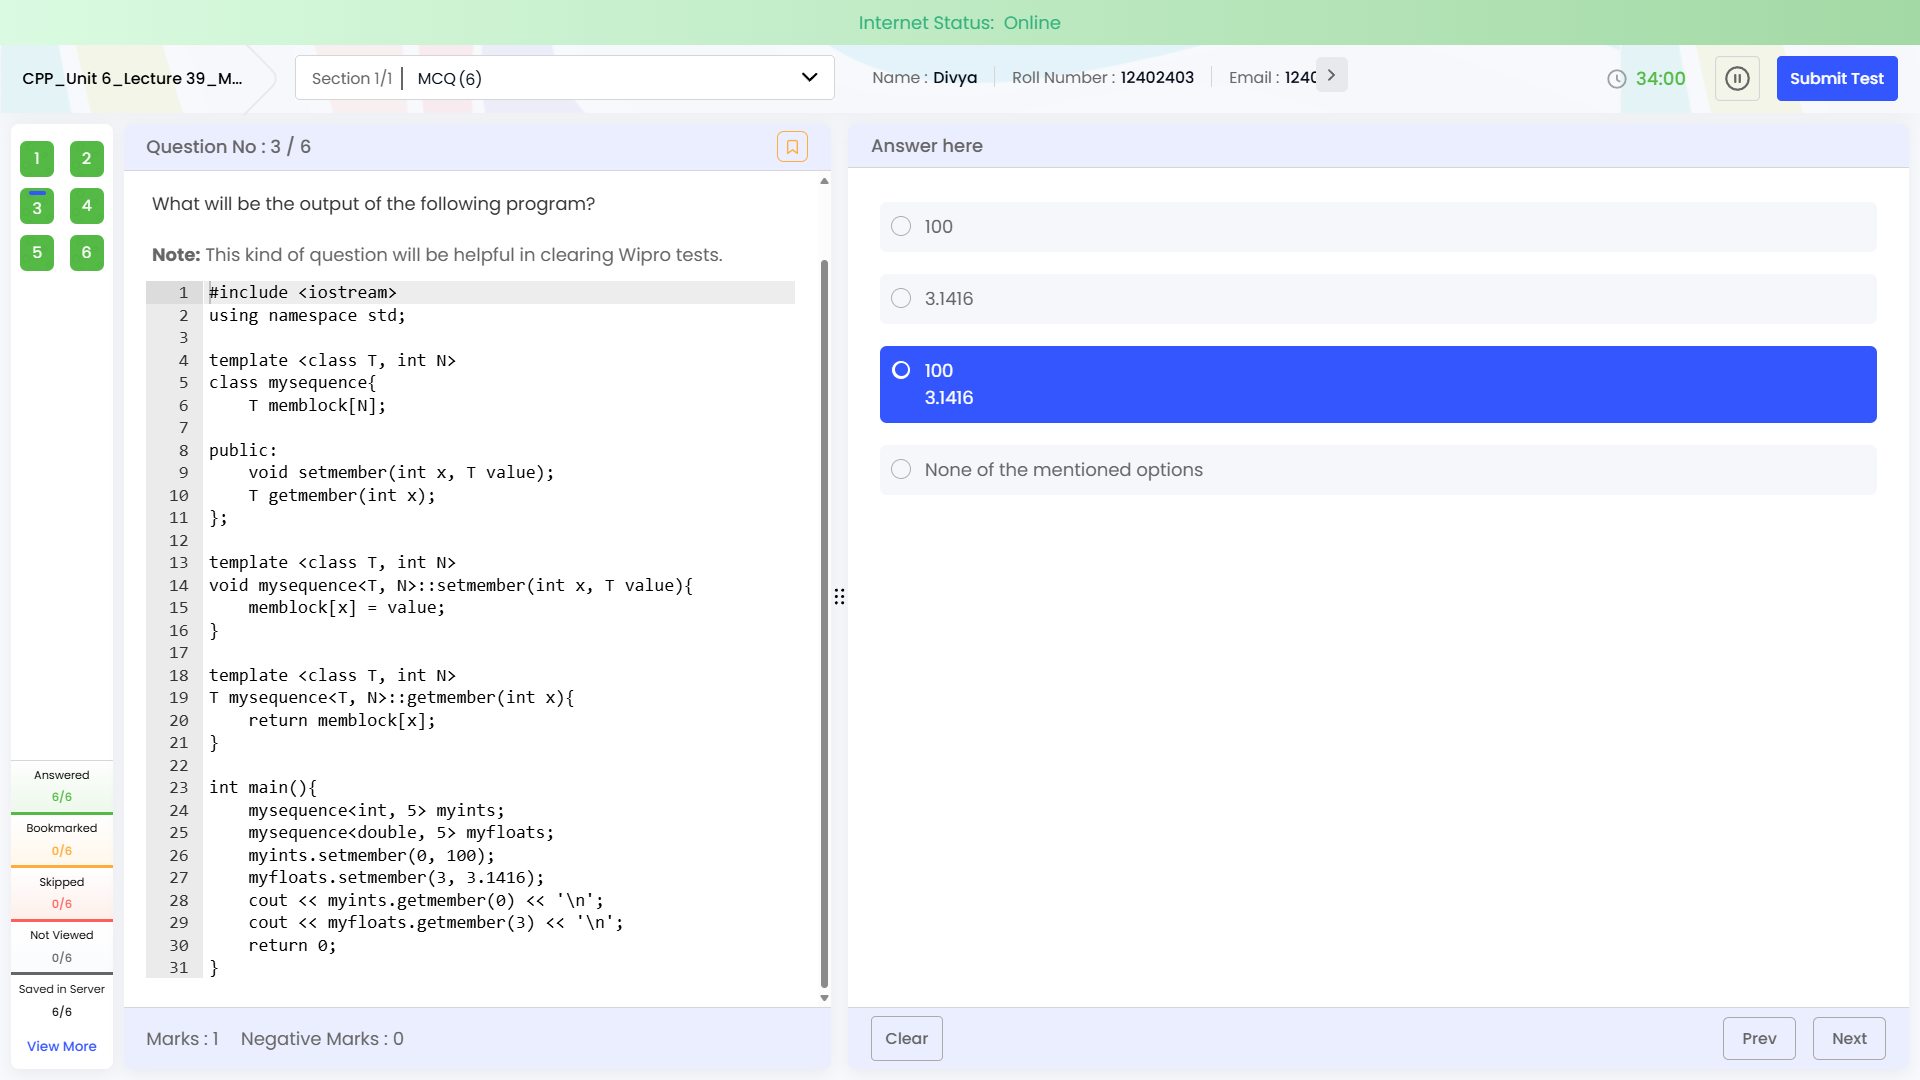 Internet Status:  Online
CPP_Unit 6_Lecture 39_M...
Section 1/1 | MCQ (6)
Name : Divya
Roll Number : 12402403
Email : 1240
34:00
Submit Test
1 2
3 4
5 6
Answered
6/6
Bookmarked
0/6
Skipped
0/6
Not Viewed
0/6
Saved in Server
6/6
View More
Question No : 3 / 6
What will be the output of the following program?
Note: This kind of question will be helpful in clearing Wipro tests.
1 #include <iostream>
2 using namespace std;
3
4 template <class T, int N>
5 class mysequence{
6     T memblock[N];
7
8 public:
9     void setmember(int x, T value);
10     T getmember(int x);
11 };
12
13 template <class T, int N>
14 void mysequence<T, N>::setmember(int x, T value){
15     memblock[x] = value;
16 }
17
18 template <class T, int N>
19 T mysequence<T, N>::getmember(int x){
20     return memblock[x];
21 }
22
23 int main(){
24     mysequence<int, 5> myints;
25     mysequence<double, 5> myfloats;
26     myints.setmember(0, 100);
27     myfloats.setmember(3, 3.1416);
28     cout << myints.getmember(0) << '\n';
29     cout << myfloats.getmember(3) << '\n';
30     return 0;
31 }
Marks : 1
Negative Marks : 0
Answer here
100
3.1416
100
3.1416
None of the mentioned options
Clear
Prev
Next